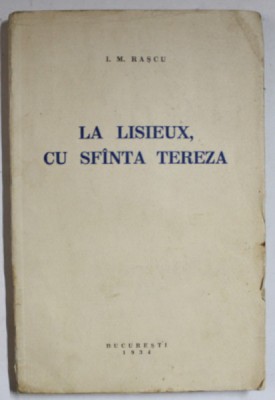 I. M. RAȘCU
LA LISIEUX,
CU SFÎNTA TEREZA
BUCUREȘTI
1934